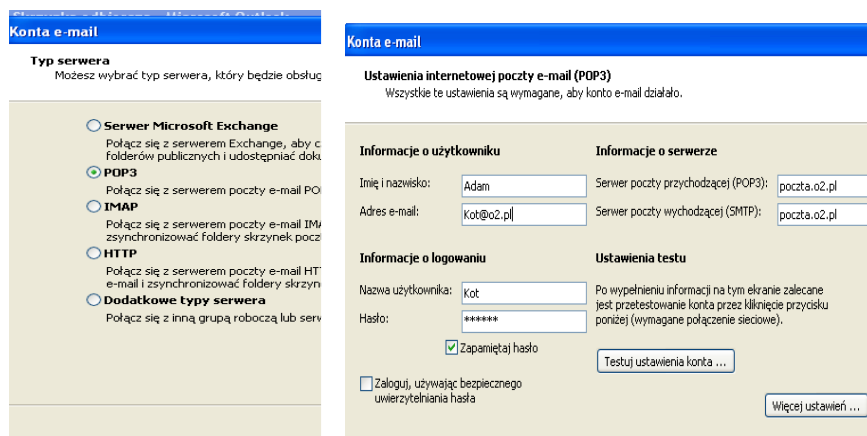 Skrzynka odbiorcza - Microsoft Outlook
Konta e-mail
Typ serwera
Możesz wybrać typ serwera, który będzie obsług
Serwer Microsoft Exchange
Połącz się z serwerem Exchange, aby c
folderów publicznych i udostępniać doku
POP3
Połącz się z serwerem poczty e-mail PO
IMAP
Połącz się z serwerem poczty e-mail IMA
zsynchronizować foldery skrzynek poczt
HTTP
Połącz się z serwerem poczty e-mail HT
e-mail i zsynchronizować foldery skrzyn
Dodatkowe typy serwera
Połącz się z inną grupą roboczą lub serw
Konta e-mail
Ustawienia internetowej poczty e-mail (POP3)
Wszystkie te ustawienia są wymagane, aby konto e-mail działało.
Informacje o użytkowniku
Imię i nazwisko: Adam
Adres e-mail: Kot@o2.pl
Informacje o serwerze
Serwer poczty przychodzącej (POP3): poczta.o2.pl
Serwer poczty wychodzącej (SMTP): poczta.o2.pl
Informacje o logowaniu
Nazwa użytkownika: Kot
Hasło: ******
Zapamiętaj hasło
Zaloguj, używając bezpiecznego
uwierzytelniania hasła
Ustawienia testu
Po wypełnieniu informacji na tym ekranie zalecane
jest przetestowanie konta przez kliknięcie przycisku
poniżej (wymagane połączenie sieciowe).
Testuj ustawienia konta ...
Więcej ustawień ...